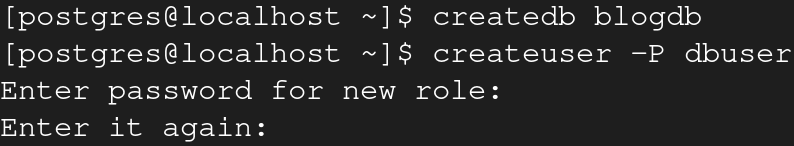 [postgres@localhost ~]$ createdb blogdb
[postgres@localhost ~]$ createuser -P dbuser
Enter password for new role:
Enter it again: